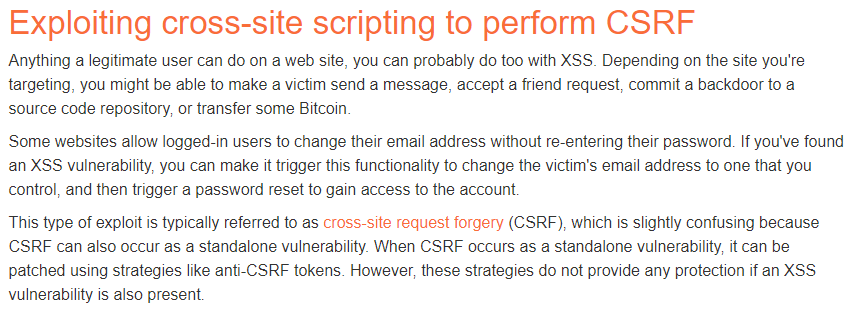 Exploiting cross-site scripting to perform CSRF
Anything a legitimate user can do on a web site, you can probably do too with XSS. Depending on the site you're
targeting, you might be able to make a victim send a message, accept a friend request, commit a backdoor to a
source code repository, or transfer some Bitcoin.
Some websites allow logged-in users to change their email address without re-entering their password. If you've found
an XSS vulnerability, you can make it trigger this functionality to change the victim's email address to one that you
control, and then trigger a password reset to gain access to the account.
This type of exploit is typically referred to as cross-site request forgery (CSRF), which is slightly confusing because
CSRF can also occur as a standalone vulnerability. When CSRF occurs as a standalone vulnerability, it can be
patched using strategies like anti-CSRF tokens. However, these strategies do not provide any protection if an XSS
vulnerability is also present.